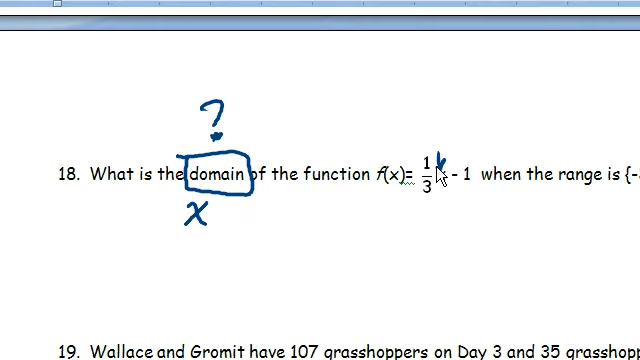 ?
18. What is the domain of the function f(x)= 1/3 - 1 when the range is {-
x
19. Wallace and Gromit have 107 grasshoppers on Day 3 and 35 grasshopp